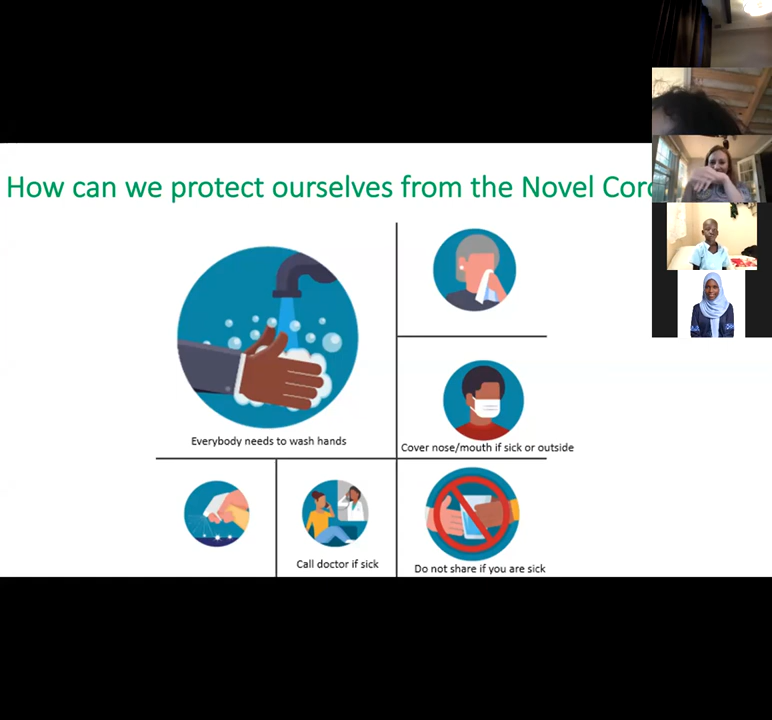 How can we protect ourselves from the Novel Coro
Everybody needs to wash hands
Cover nose/mouth if sick or outside
Call doctor if sick
Do not share if you are sick